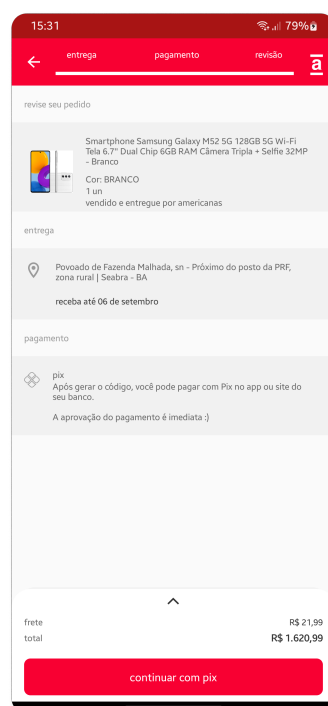 15:31
79%
entrega pagamento revisão
a
revise seu pedido
Smartphone Samsung Galaxy M52 5G 128GB 5G Wi-Fi
Tela 6.7" Dual Chip 6GB RAM Câmera
Tripla + Selfie 32MP
- Branco
Cor: BRANCO
1 un
vendido e entregue por americanas
entrega
Povoado de Fazenda Malhada, sn - Próximo do posto da PRF,
zona rural | Seabra - BA
receba até 06 de setembro
pagamento
pix
Após gerar o código, você pode pagar com Pix no app ou site do
seu banco.
A aprovação do pagamento é imediata :)
frete R$ 21,99
total R$ 1.620,99
continuar com pix